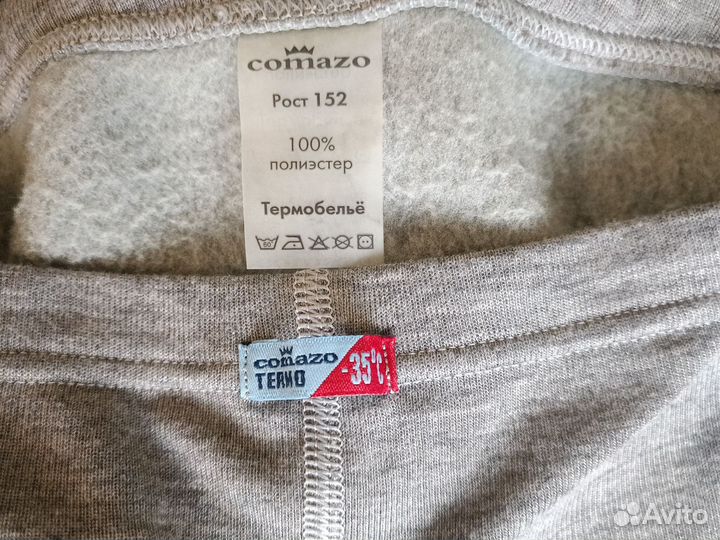 comazo
Рост 152
100%
полиэстер
Термобельё
comazo
TERMO
-35°C
Avito